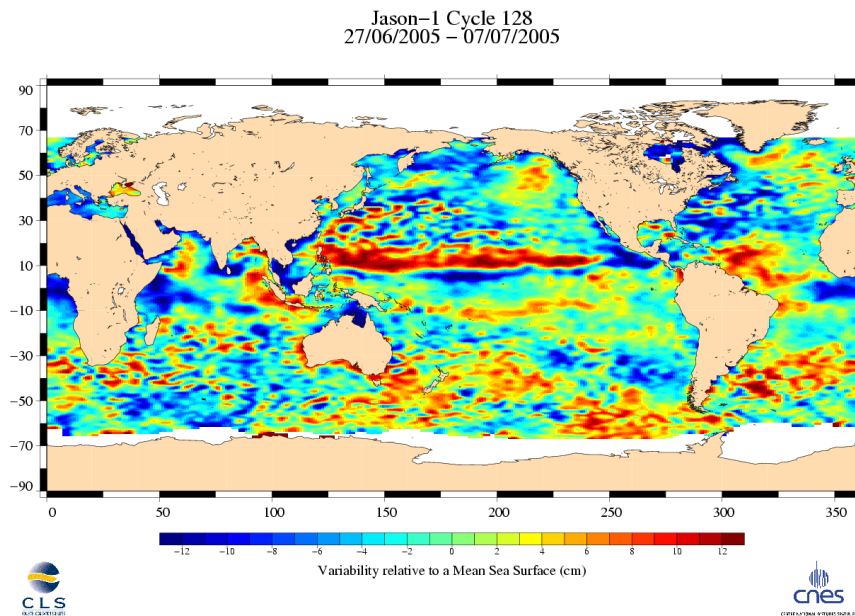 Jason−1 Cycle 128
27/06/2005 − 07/07/2005
90
70
50
30
10
−10
−30
−50
−70
−90
0 50 100 150 200 250 300 350
−12 −10 −8 −6 −4 −2 0 2 4 6 8 10 12
Variability relative to a Mean Sea Surface (cm)
CLS
cnes